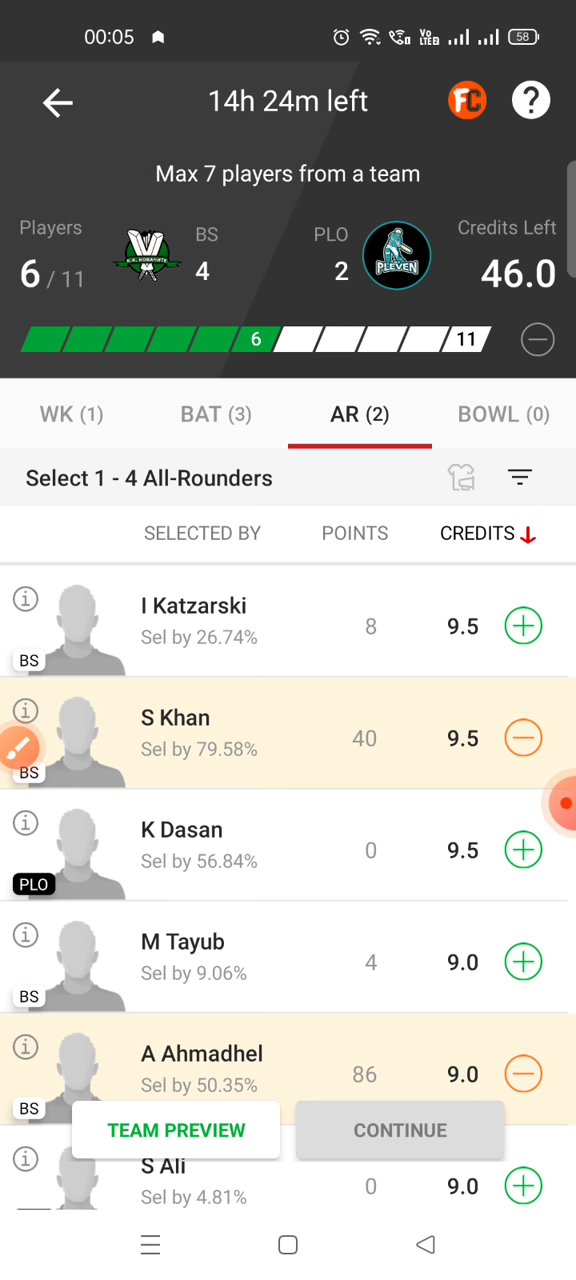 00:05 Vo LTE2 58
14h 24m left FC ?
Max 7 players from a team
Players BS PLO Credits Left
6 / 11 4 PLEVEN 2 46.0
6 11
WK (1) BAT (3) AR (2) BOWL (0)
Select 1 - 4 All-Rounders
SELECTED BY POINTS CREDITS
I Katzarski
Sel by 26.74% 8 9.5
BS
S Khan
Sel by 79.58% 40 9.5
BS
K Dasan
Sel by 56.84% 0 9.5
PLO
M Tayub
Sel by 9.06% 4 9.0
BS
A Ahmadhel
Sel by 50.35% 86 9.0
BS
TEAM PREVIEW CONTINUE
S Ali
Sel by 4.81% 0 9.0